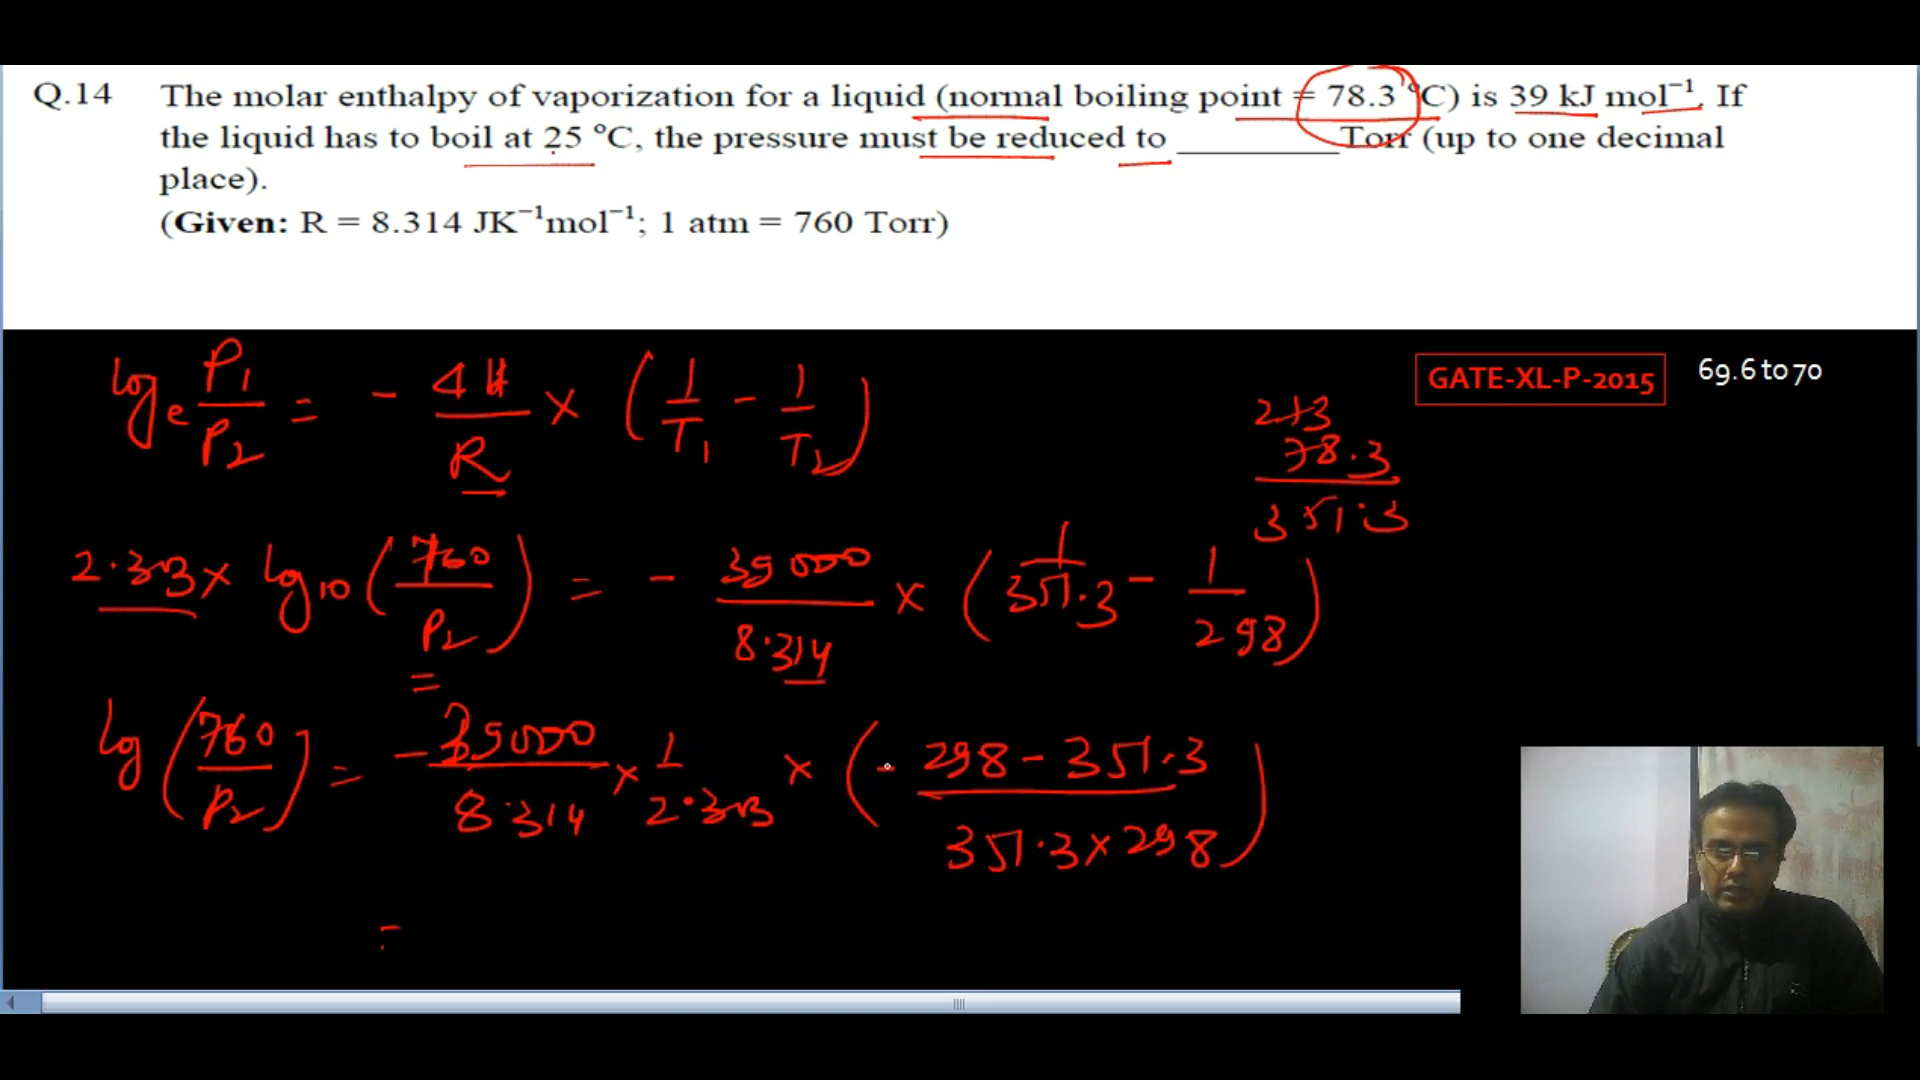 Q.14 The molar enthalpy of vaporization for a liquid (normal boiling point = 78.3 °C) is 39 kJ mol⁻¹. If
the liquid has to boil at 25 °C, the pressure must be reduced to __________ Torr (up to one decimal
place).
(Given: R = 8.314 JK⁻¹mol⁻¹; 1 atm = 760 Torr)
GATE-XL-P-2015 69.6 to 70
logₑ P₁/P₂ = - ΔH/R × (1/T₁ - 1/T₂)
273
78.3
351.3
2.303 × log₁₀ (760/P₂) = - 39000/8.314 × (1/351.3 - 1/298)
log (760/P₂) = - 39000/8.314 × 1/2.303 × (- 298 - 351.3 / 351.3 × 298)
=